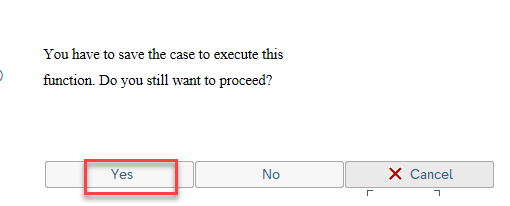 You have to save the case to execute this
function. Do you still want to proceed?
Yes
No
Cancel